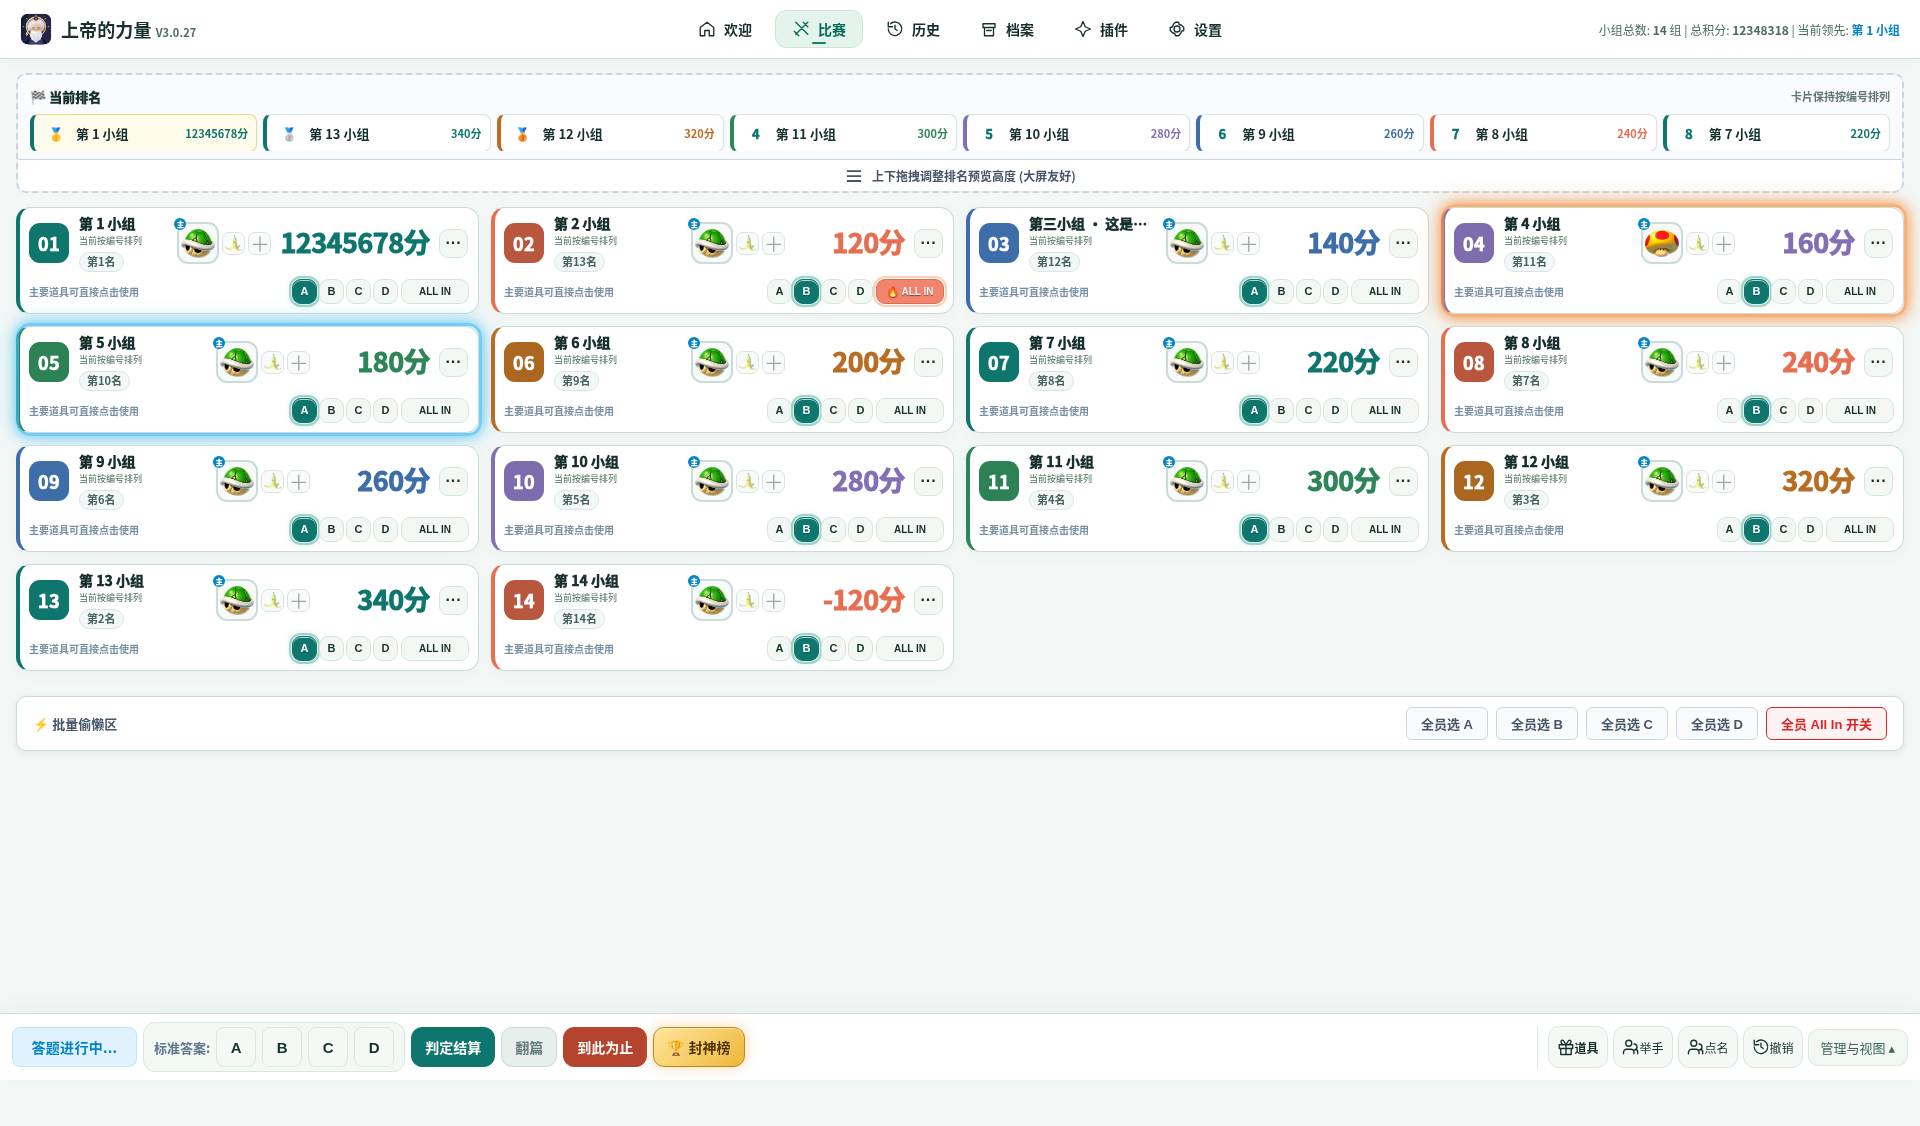 上帝的力量 V3.0.27
欢迎
比赛
历史
档案
插件
设置
小组总数: 14 组 | 总积分: 12348318 | 当前领先: 第 1 小组
🏁 当前排名
卡片保持按编号排列
🥇 第 1 小组 12345678分
🥈 第 13 小组 340分
🥉 第 12 小组 320分
4 第 11 小组 300分
5 第 10 小组 280分
6 第 9 小组 260分
7 第 8 小组 240分
8 第 7 小组 220分
上下拖拽调整排名预览高度 (大屏友好)
01
第 1 小组
当前按编号排列
第1名
主
12345678分
···
主要道具可直接点击使用
A B C D ALL IN
02
第 2 小组
当前按编号排列
第13名
主
120分
···
主要道具可直接点击使用
A B C D 🔥 ALL IN
03
第三小组 · 这是···
当前按编号排列
第12名
主
140分
···
主要道具可直接点击使用
A B C D ALL IN
04
第 4 小组
当前按编号排列
第11名
主
160分
···
主要道具可直接点击使用
A B C D ALL IN
05
第 5 小组
当前按编号排列
第10名
主
180分
···
主要道具可直接点击使用
A B C D ALL IN
06
第 6 小组
当前按编号排列
第9名
主
200分
···
主要道具可直接点击使用
A B C D ALL IN
07
第 7 小组
当前按编号排列
第8名
主
220分
···
主要道具可直接点击使用
A B C D ALL IN
08
第 8 小组
当前按编号排列
第7名
主
240分
···
主要道具可直接点击使用
A B C D ALL IN
09
第 9 小组
当前按编号排列
第6名
主
260分
···
主要道具可直接点击使用
A B C D ALL IN
10
第 10 小组
当前按编号排列
第5名
主
280分
···
主要道具可直接点击使用
A B C D ALL IN
11
第 11 小组
当前按编号排列
第4名
主
300分
···
主要道具可直接点击使用
A B C D ALL IN
12
第 12 小组
当前按编号排列
第3名
主
320分
···
主要道具可直接点击使用
A B C D ALL IN
13
第 13 小组
当前按编号排列
第2名
主
340分
···
主要道具可直接点击使用
A B C D ALL IN
14
第 14 小组
当前按编号排列
第14名
主
-120分
···
主要道具可直接点击使用
A B C D ALL IN
⚡ 批量偷懒区
全员选 A
全员选 B
全员选 C
全员选 D
全员 All In 开关
答题进行中...
标准答案: A B C D
判定结算
翻篇
到此为止
🏆 封神榜
道具
举手
点名
撤销
管理与视图 ▴